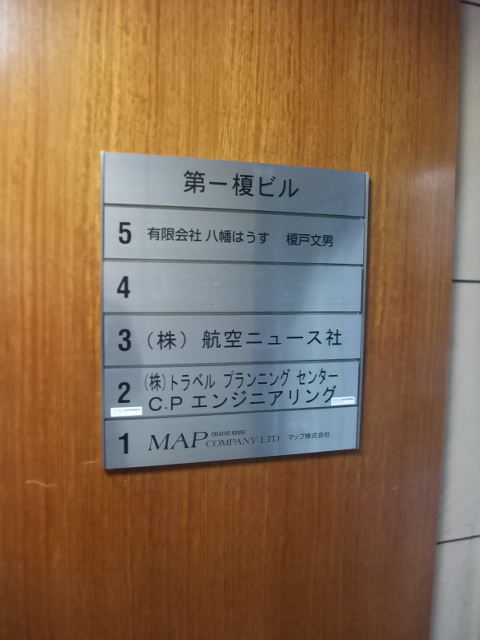 第一榎ビル
5 有限会社 八幡はうす 榎戸文男
4
3 (株) 航空ニュース社
2 (株)トラベル プランニング センター
C.P エンジニアリング
1 MAP CREATIVE HOUSE COMPANY LTD マップ株式会社